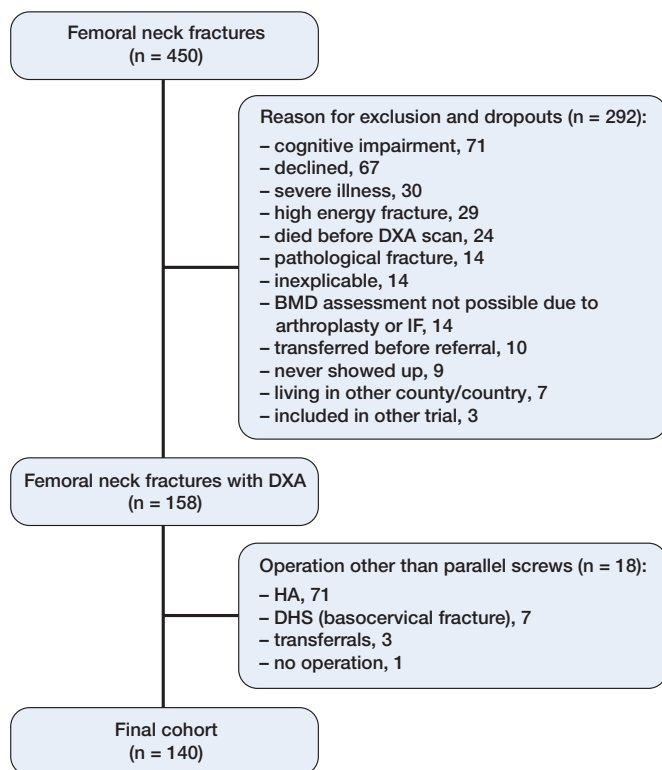 Femoral neck fractures
(n = 450)
Reason for exclusion and dropouts (n = 292):
– cognitive impairment, 71
– declined, 67
– severe illness, 30
– high energy fracture, 29
– died before DXA scan, 24
– pathological fracture, 14
– inexplicable, 14
– BMD assessment not possible due to
arthroplasty or IF, 14
– transferred before referral, 10
– never showed up, 9
– living in other county/country, 7
– included in other trial, 3
Femoral neck fractures with DXA
(n = 158)
Operation other than parallel screws (n = 18):
– HA, 71
– DHS (basocervical fracture), 7
– transferrals, 3
– no operation, 1
Final cohort
(n = 140)